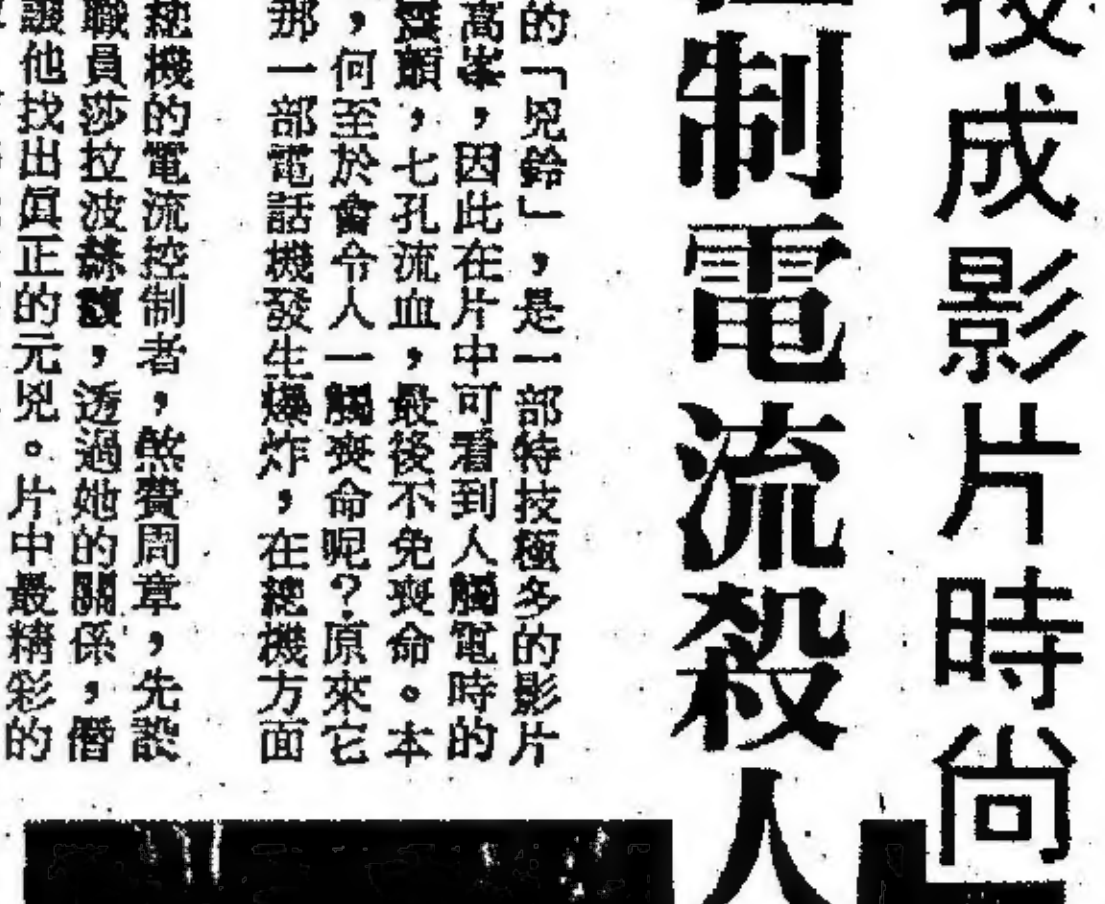 技成影片時尚
控制電流殺人
的「兇鈴」，是一部特技極多的影片
高峯，因此在片中可看到人觸電時的
震顫，七孔流血，最後不免喪命。本
，何至於會令人一觸喪命呢？原來它
那一部電話機發生爆炸，在總機方面
總機的電流控制者，煞費周章，先設
職員莎拉波赫頓，透過她的關係，僭
讓他找出眞正的元兇。片中最精彩的